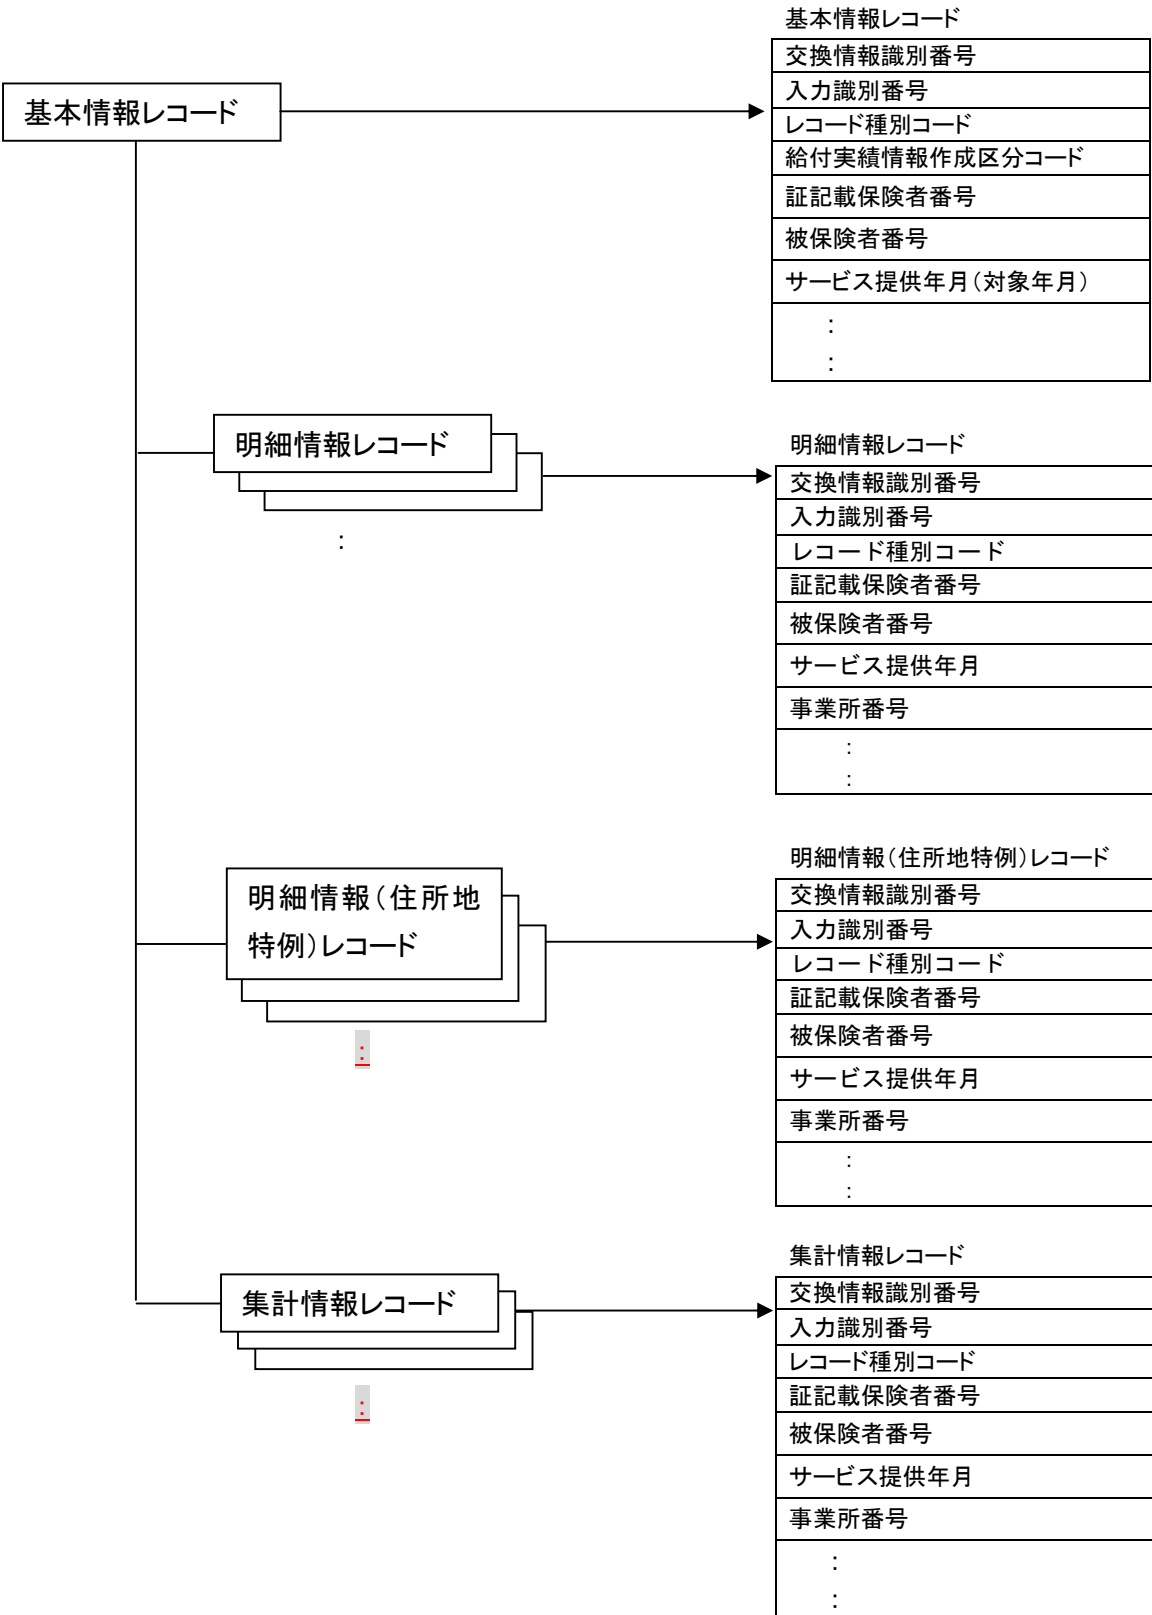 基本情報レコード
基本情報レコード
交換情報識別番号
入力識別番号
レコード種別コード
給付実績情報作成区分コード
証記載保険者番号
被保険者番号
サービス提供年月(対象年月)
:
:
明細情報レコード
:
明細情報レコード
交換情報識別番号
入力識別番号
レコード種別コード
証記載保険者番号
被保険者番号
サービス提供年月
事業所番号
:
:
明細情報(住所地
特例)レコード
:
明細情報(住所地特例)レコード
交換情報識別番号
入力識別番号
レコード種別コード
証記載保険者番号
被保険者番号
サービス提供年月
事業所番号
:
:
集計情報レコード
:
集計情報レコード
交換情報識別番号
入力識別番号
レコード種別コード
証記載保険者番号
被保険者番号
サービス提供年月
事業所番号
:
: